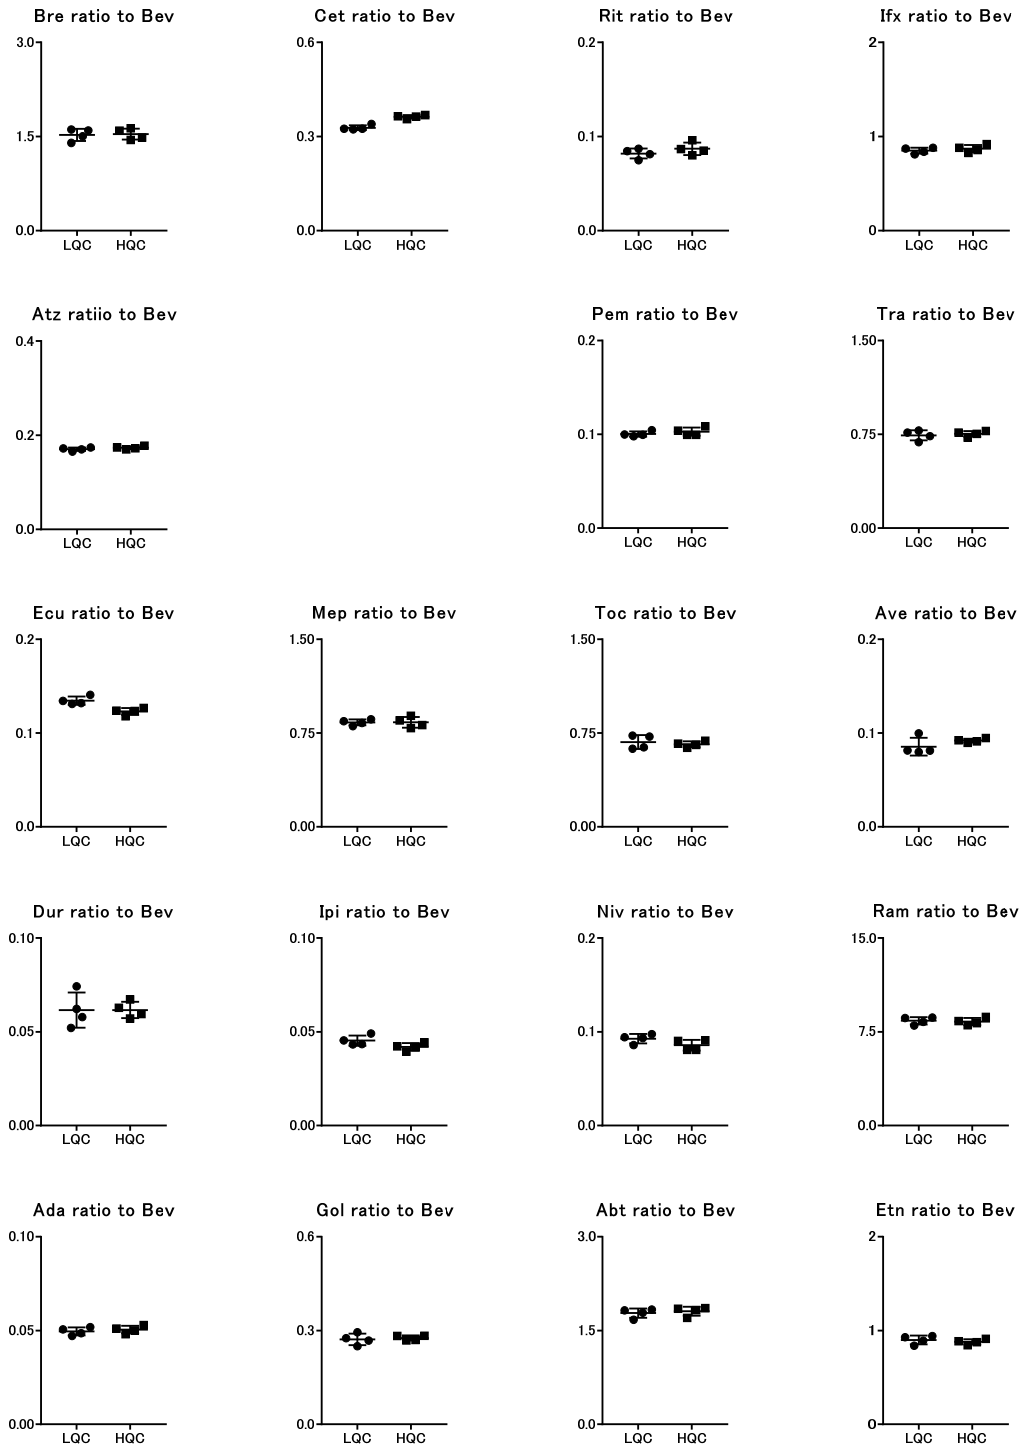 Bre ratio to Bev
3.0
1.5
0.0
LQC HQC
Cet ratio to Bev
0.6
0.3
0.0
LQC HQC
Rit ratio to Bev
0.2
0.1
0.0
LQC HQC
Ifx ratio to Bev
2
1
0
LQC HQC
Atz ratiio to Bev
0.4
0.2
0.0
LQC HQC
Pem ratio to Bev
0.2
0.1
0.0
LQC HQC
Tra ratio to Bev
1.50
0.75
0.00
LQC HQC
Ecu ratio to Bev
0.2
0.1
0.0
LQC HQC
Mep ratio to Bev
1.50
0.75
0.00
LQC HQC
Toc ratio to Bev
1.50
0.75
0.00
LQC HQC
Ave ratio to Bev
0.2
0.1
0.0
LQC HQC
Dur ratio to Bev
0.10
0.05
0.00
LQC HQC
Ipi ratio to Bev
0.10
0.05
0.00
LQC HQC
Niv ratio to Bev
0.2
0.1
0.0
LQC HQC
Ram ratio to Bev
15.0
7.5
0.0
LQC HQC
Ada ratio to Bev
0.10
0.05
0.00
LQC HQC
Gol ratio to Bev
0.6
0.3
0.0
LQC HQC
Abt ratio to Bev
3.0
1.5
0.0
LQC HQC
Etn ratio to Bev
2
1
0
LQC HQC